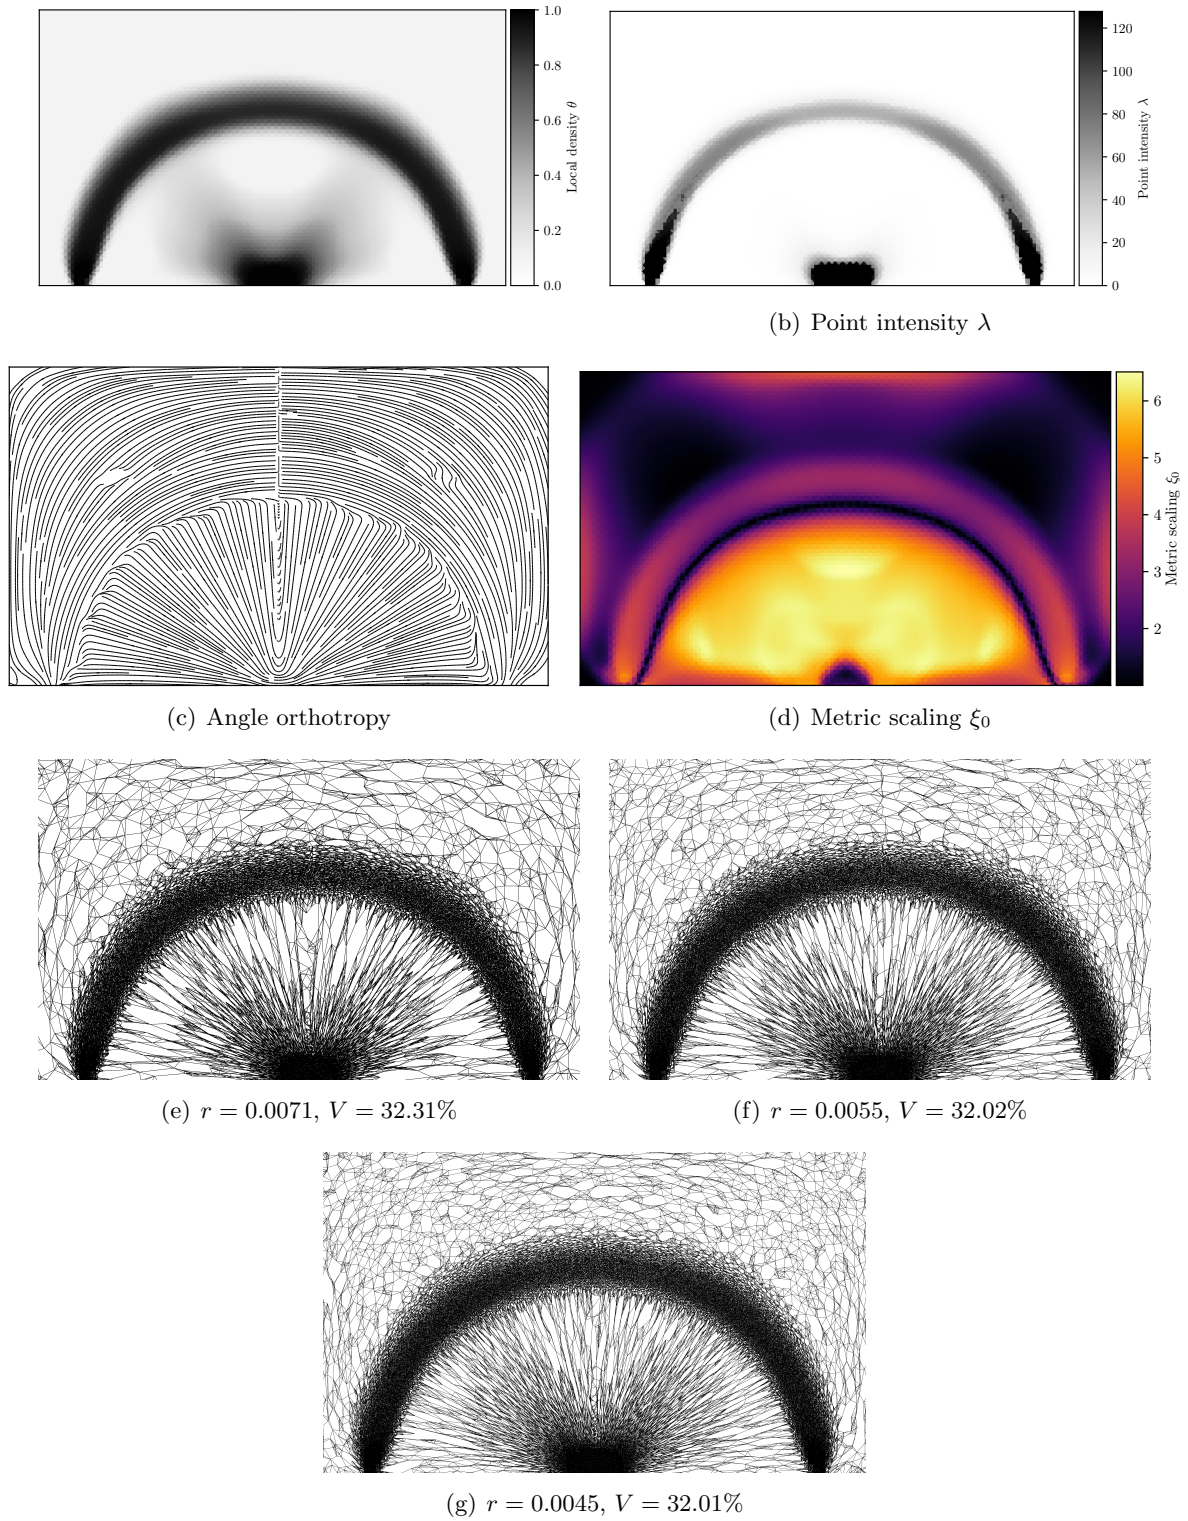 1.0
0.8
0.6
0.4
0.2
0.0
Local density θ
120
100
80
60
40
20
0
Point intensity λ
(b) Point intensity λ
6
5
4
3
2
Metric scaling ξ₀
(c) Angle orthotropy
(d) Metric scaling ξ₀
(e) r = 0.0071, V = 32.31%
(f) r = 0.0055, V = 32.02%
(g) r = 0.0045, V = 32.01%